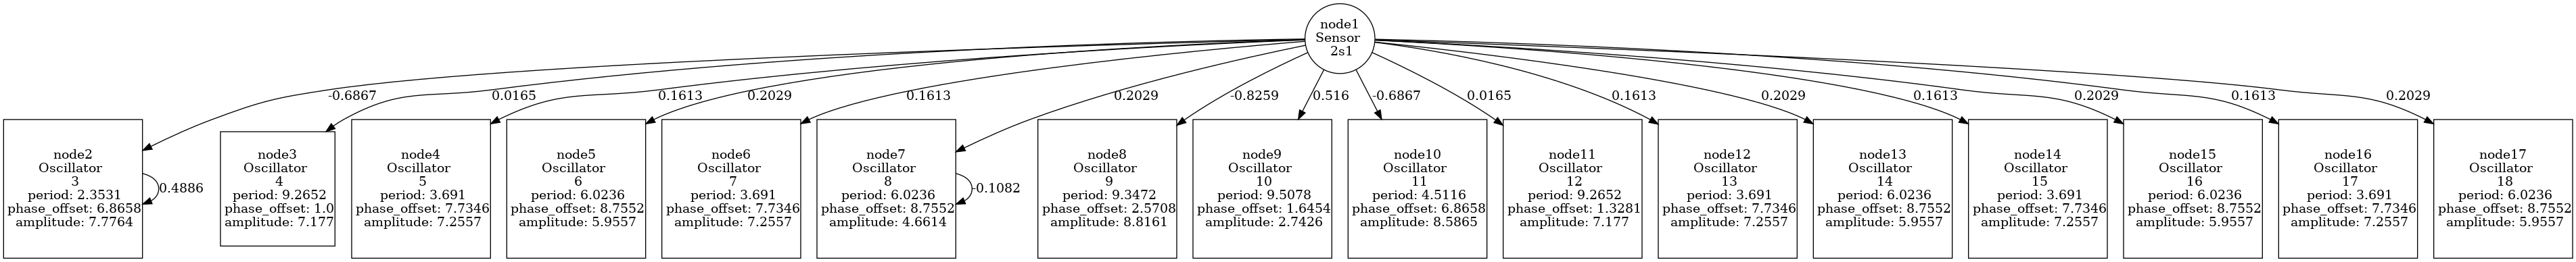 node1
Sensor
2s1
-0.6867
0.0165
0.1613
0.2029
0.1613
0.2029
-0.8259
0.516
-0.6867
0.0165
0.1613
0.2029
0.1613
0.2029
0.1613
0.2029
node2
Oscillator
3
period: 2.3531
phase_offset: 6.8658
amplitude: 7.7764
0.4886
node3
Oscillator
4
period: 9.2652
phase_offset: 1.0
amplitude: 7.177
node4
Oscillator
5
period: 3.691
phase_offset: 7.7346
amplitude: 7.2557
node5
Oscillator
6
period: 6.0236
phase_offset: 8.7552
amplitude: 5.9557
node6
Oscillator
7
period: 3.691
phase_offset: 7.7346
amplitude: 7.2557
node7
Oscillator
8
period: 6.0236
phase_offset: 8.7552
amplitude: 4.6614
-0.1082
node8
Oscillator
9
period: 9.3472
phase_offset: 2.5708
amplitude: 8.8161
node9
Oscillator
10
period: 9.5078
phase_offset: 1.6454
amplitude: 2.7426
node10
Oscillator
11
period: 4.5116
phase_offset: 6.8658
amplitude: 8.5865
node11
Oscillator
12
period: 9.2652
phase_offset: 1.3281
amplitude: 7.177
node12
Oscillator
13
period: 3.691
phase_offset: 7.7346
amplitude: 7.2557
node13
Oscillator
14
period: 6.0236
phase_offset: 8.7552
amplitude: 5.9557
node14
Oscillator
15
period: 3.691
phase_offset: 7.7346
amplitude: 7.2557
node15
Oscillator
16
period: 6.0236
phase_offset: 8.7552
amplitude: 5.9557
node16
Oscillator
17
period: 3.691
phase_offset: 7.7346
amplitude: 7.2557
node17
Oscillator
18
period: 6.0236
phase_offset: 8.7552
amplitude: 5.9557